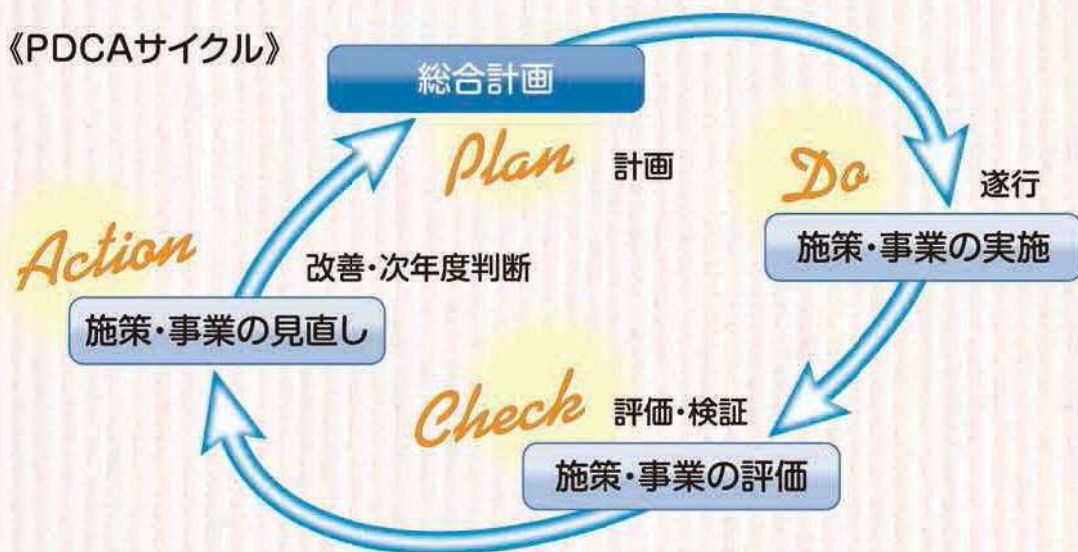 《PDCAサイクル》
総合計画
Plan 計画
Do 遂行
施策・事業の実施
Check 評価・検証
施策・事業の評価
Action
改善・次年度判断
施策・事業の見直し